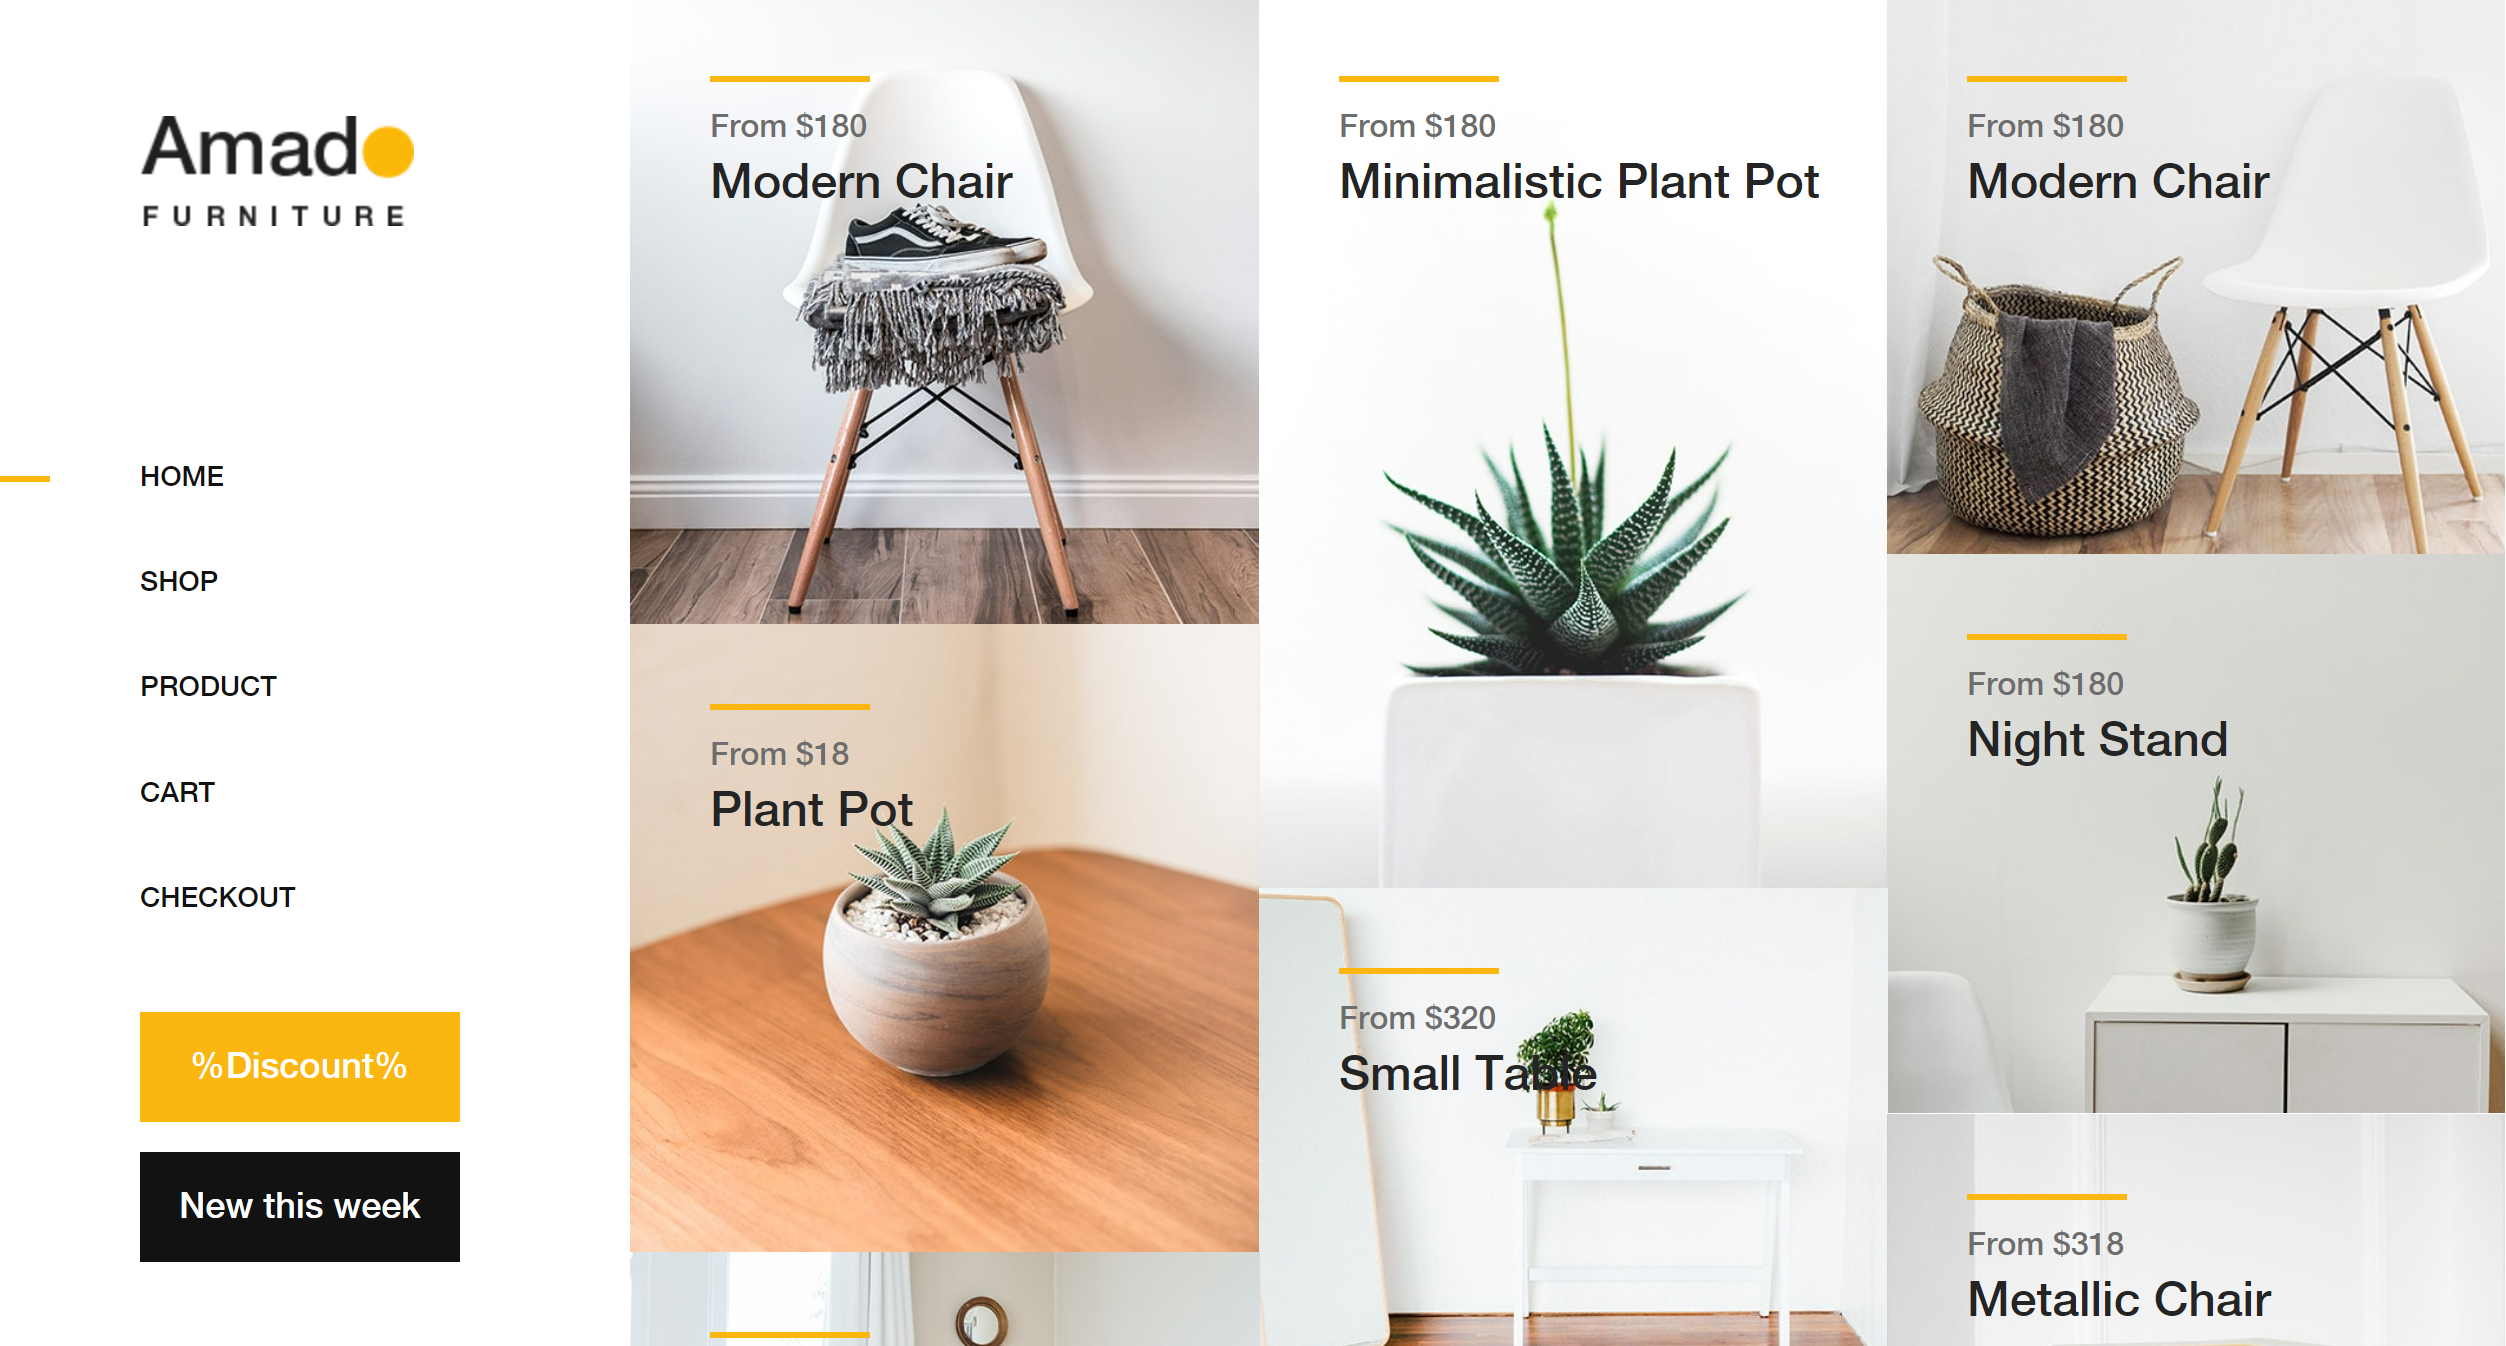 Amado
FURNITURE
HOME
SHOP
PRODUCT
CART
CHECKOUT
%Discount%
New this week
From $180
Modern Chair
From $18
Plant Pot
From $180
Minimalistic Plant Pot
From $320
Small Table
From $180
Modern Chair
From $180
Night Stand
From $318
Metallic Chair